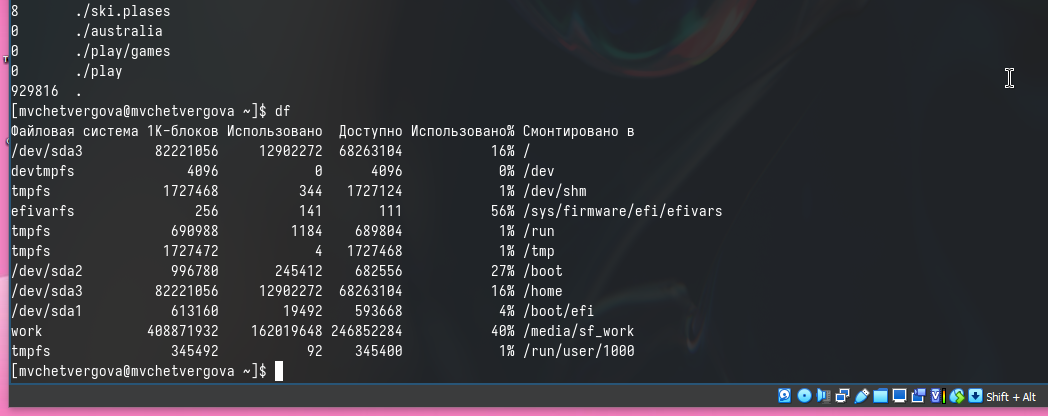 8       ./ski.plases
0       ./australia
0       ./play/games
0       ./play
929816  .
[mvchetvergova@mvchetvergova ~]$ df
Файловая система 1K-блоков Использовано  Доступно Использовано% Смонтировано в
/dev/sda3         82221056     12902272  68263104           16% /
devtmpfs              4096            0      4096            0% /dev
tmpfs              1727468          344   1727124            1% /dev/shm
efivarfs               256          141       111           56% /sys/firmware/efi/efivars
tmpfs               690988         1184    689804            1% /run
tmpfs              1727472            4   1727468            1% /tmp
/dev/sda2           996780       245412    682556           27% /boot
/dev/sda3         82221056     12902272  68263104           16% /home
/dev/sda1           613160        19492    593668            4% /boot/efi
work             408871932    162019648 246852284           40% /media/sf_work
tmpfs               345492           92    345400            1% /run/user/1000
[mvchetvergova@mvchetvergova ~]$
Shift + Alt